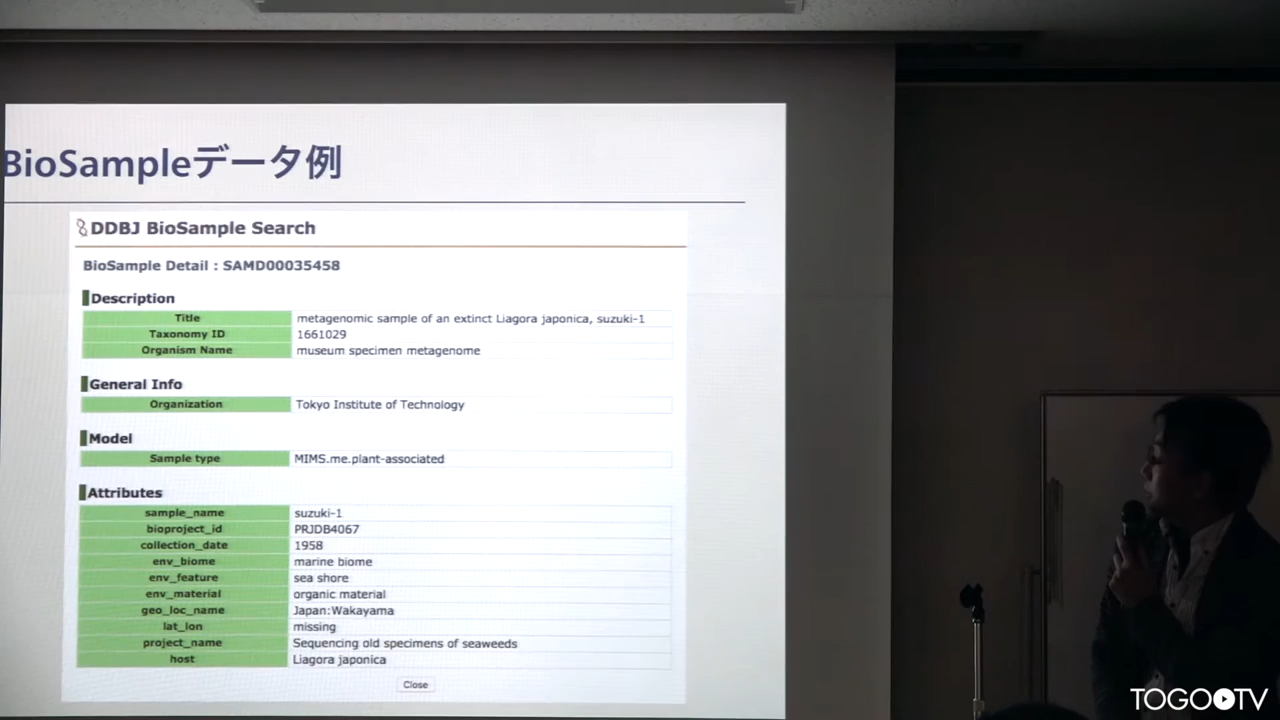 BioSampleデータ例
DDBJ BioSample Search
BioSample Detail : SAMD00035458
Description
Title metagenomic sample of an extinct Liagora japonica, suzuki-1
Taxonomy ID 1661029
Organism Name museum specimen metagenome
General Info
Organization Tokyo Institute of Technology
Model
Sample type MIMS.me.plant-associated
Attributes
sample_name suzuki-1
bioproject_id PRJDB4067
collection_date 1958
env_biome marine biome
env_feature sea shore
env_material organic material
geo_loc_name Japan:Wakayama
lat_lon missing
project_name Sequencing old specimens of seaweeds
host Liagora japonica
Close
TOGOTV